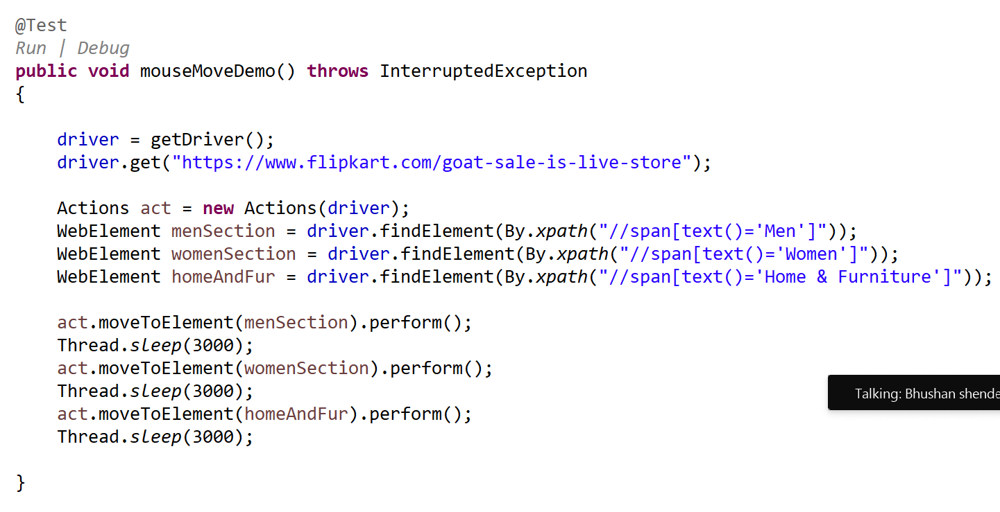 @Test
Run | Debug
public void mouseMoveDemo() throws InterruptedException
{
driver = getDriver();
driver.get("https://www.flipkart.com/goat-sale-is-live-store");
Actions act = new Actions(driver);
WebElement menSection = driver.findElement(By.xpath("//span[text()='Men']"));
WebElement womenSection = driver.findElement(By.xpath("//span[text()='Women']"));
WebElement homeAndFur = driver.findElement(By.xpath("//span[text()='Home & Furniture']"));
act.moveToElement(menSection).perform();
Thread.sleep(3000);
act.moveToElement(womenSection).perform();
Thread.sleep(3000);
Talking: Bhushan shende
act.moveToElement(homeAndFur).perform();
Thread.sleep(3000);
}